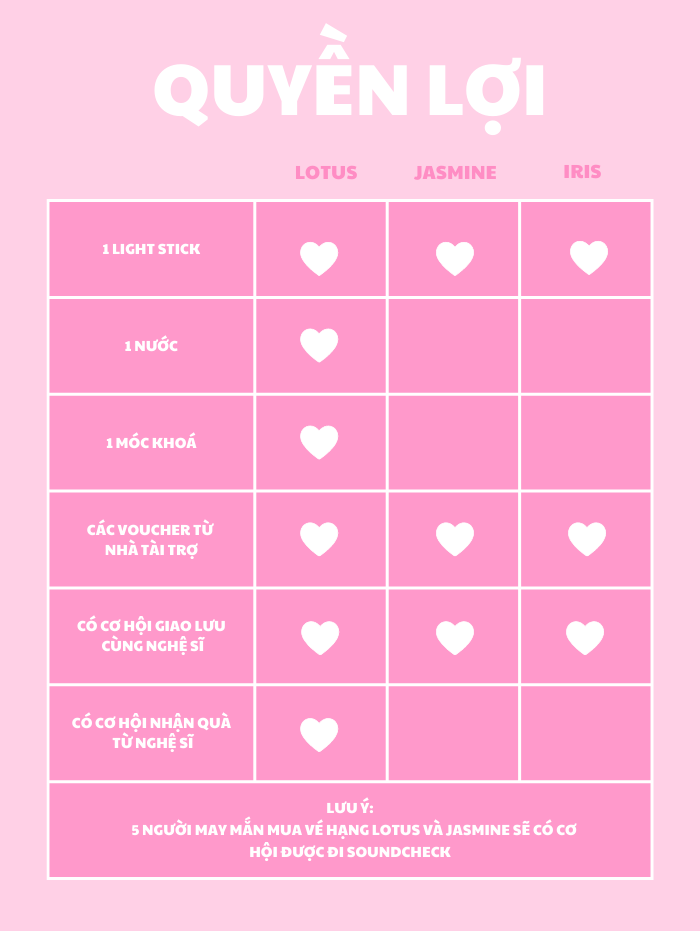 QUYỀN LỢI
LOTUS JASMINE IRIS
1 LIGHT STICK
1 NƯỚC
1 MÓC KHOÁ
CÁC VOUCHER TỪ
NHÀ TÀI TRỢ
CÓ CƠ HỘI GIAO LƯU
CÙNG NGHỆ SĨ
CÓ CƠ HỘI NHẬN QUÀ
TỪ NGHỆ SĨ
LƯU Ý:
5 NGƯỜI MAY MẮN MUA VÉ HẠNG LOTUS VÀ JASMINE SẼ CÓ CƠ
HỘI ĐƯỢC ĐI SOUNDCHECK